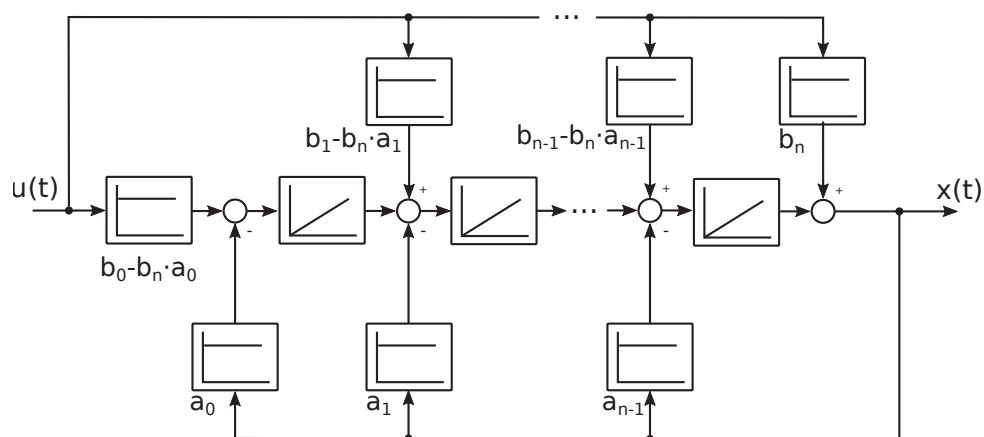 ...
b₁-bₙ·a₁
bₙ₋₁-bₙ·aₙ₋₁
bₙ
u(t)
+
+
+
x(t)
...
-
-
-
b₀-bₙ·a₀
a₀
a₁
aₙ₋₁